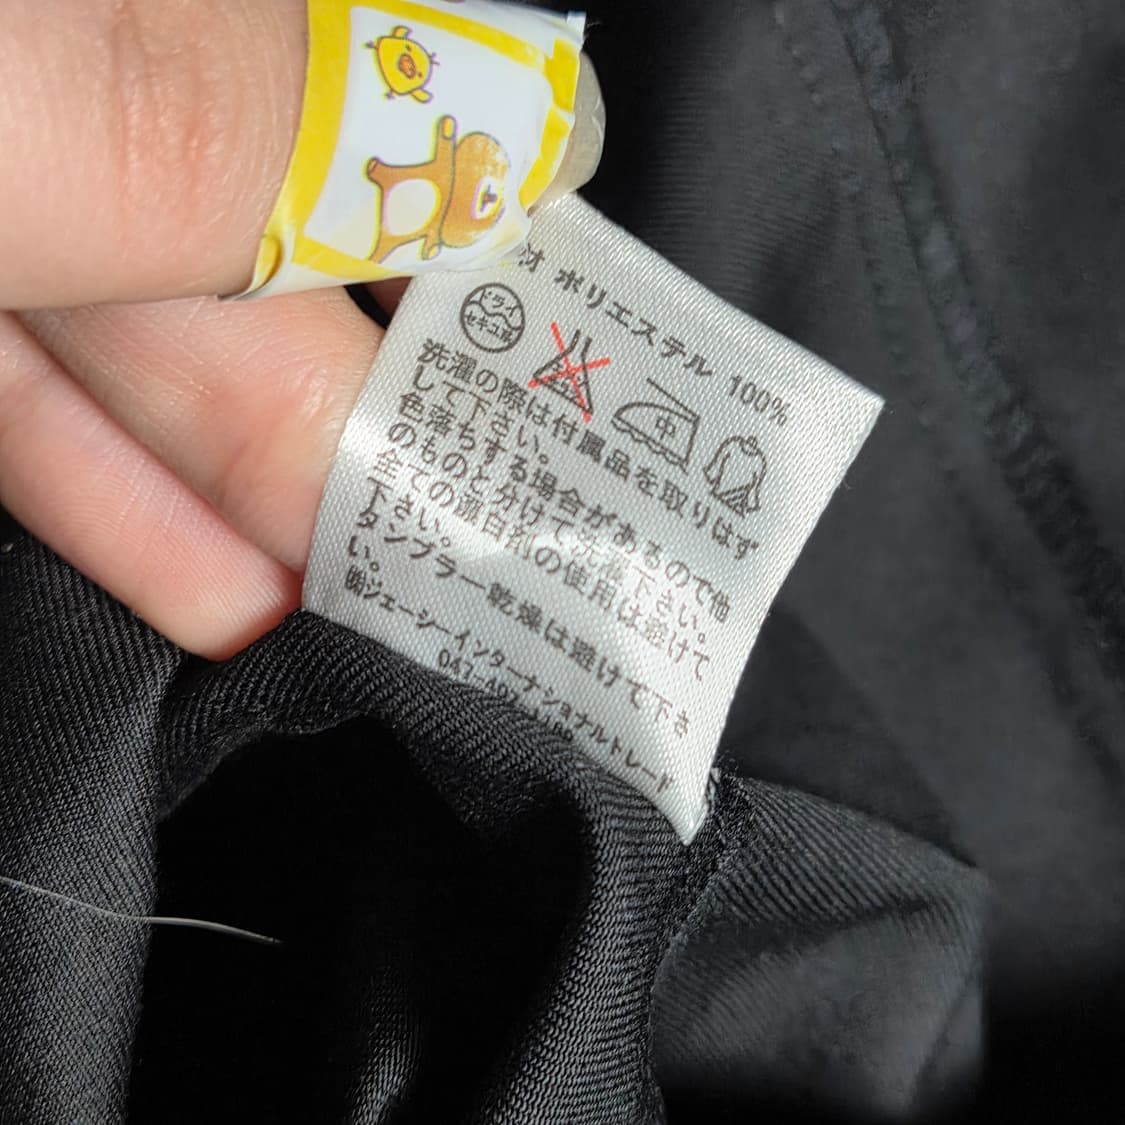 材 ポリエステル 100%
ドライ
セキユ系
中
洗濯の際は付属品を取りはず
して下さい。
色落ちする場合があるので他
のものと分けて洗濯下さい。
全ての漂白剤の使用は避けて
下さい。
タンブラー乾燥は避けて下さ
い。
㈱ジェーシーインターナショナルトレード
047